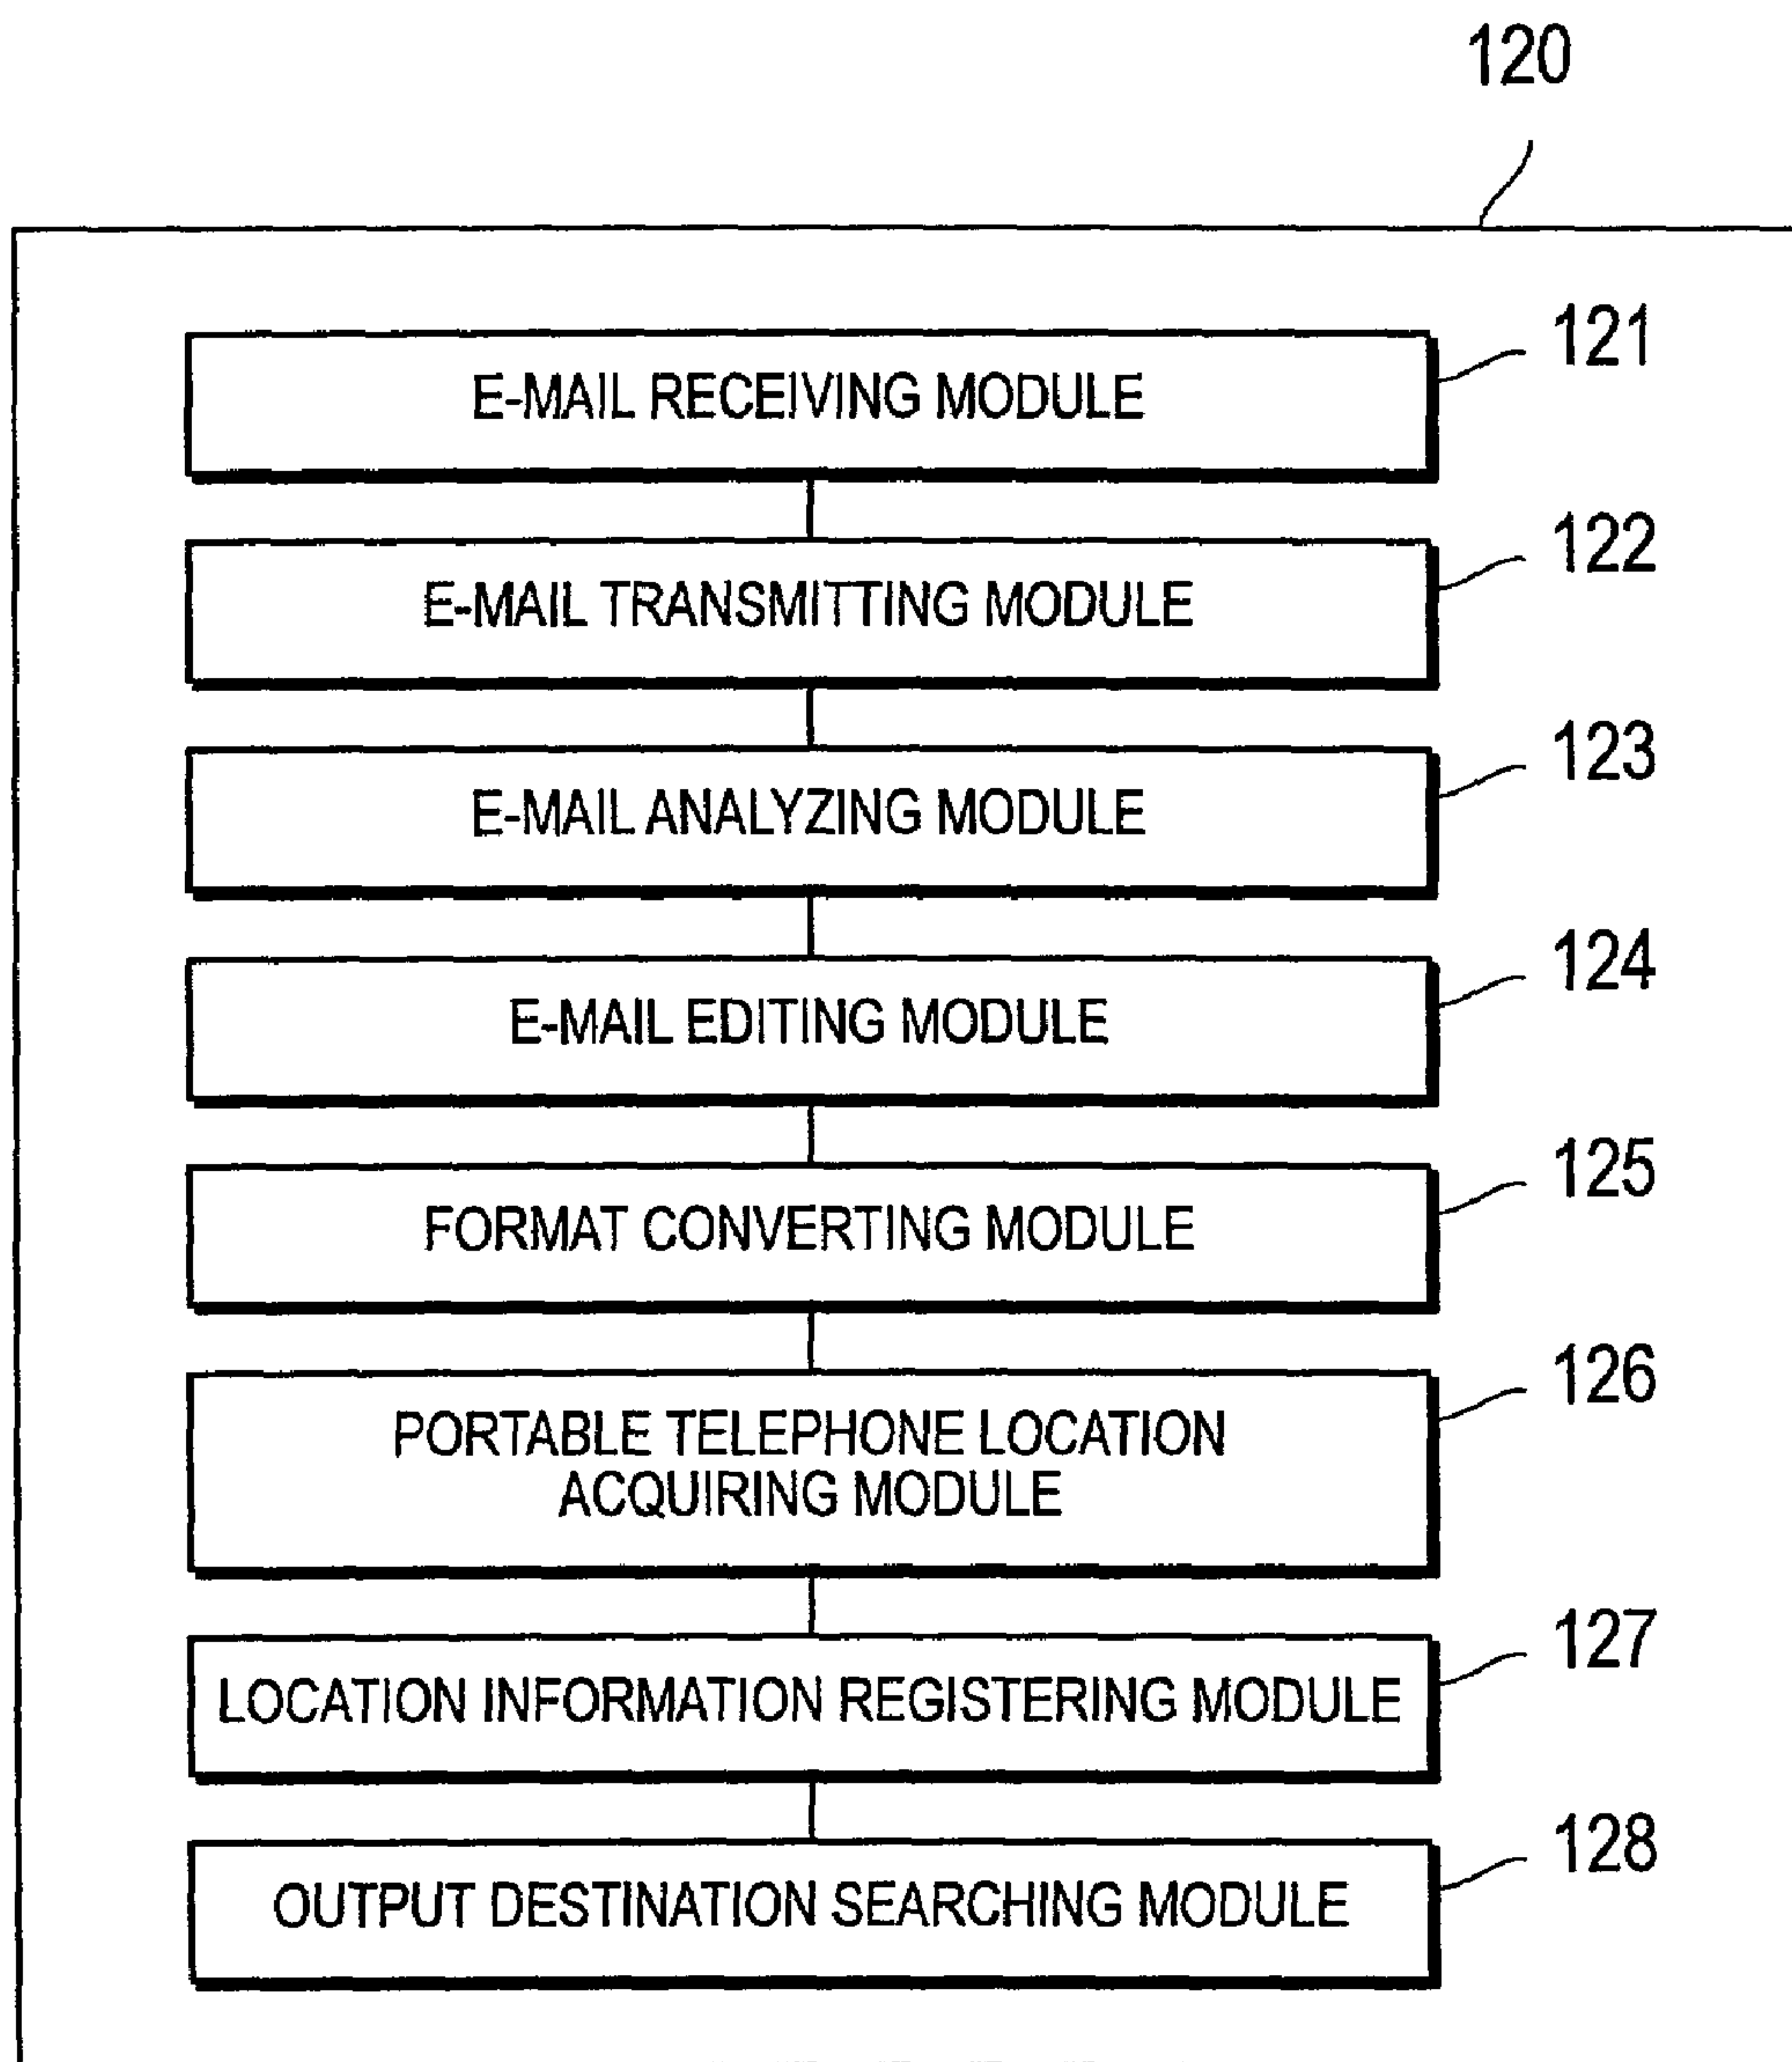 120
E-MAIL RECEIVING MODULE
121
E-MAIL TRANSMITTING MODULE
122
E-MAIL ANALYZING MODULE
123
E-MAIL EDITING MODULE
124
FORMAT CONVERTING MODULE
125
PORTABLE TELEPHONE LOCATION
ACQUIRING MODULE
126
LOCATION INFORMATION REGISTERING MODULE
127
OUTPUT DESTINATION SEARCHING MODULE
128